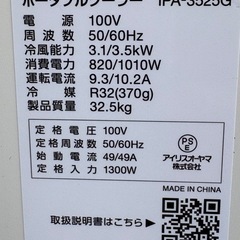 ポータブルクーラー IPA-3525G
電源 100V
周波数 50/60Hz
冷風能力 3.1/3.5kW
消費電力 820/1010W
運転電流 9.3/10.2A
冷媒 R32(370g)
製品質量 32.5kg
定格電圧 100V
定格周波数 50/60Hz
始動電流 49/49A
定格入力 1300W
PSE
アイリスオーヤマ
株式会社
MADE IN CHINA
取扱説明書はこちら